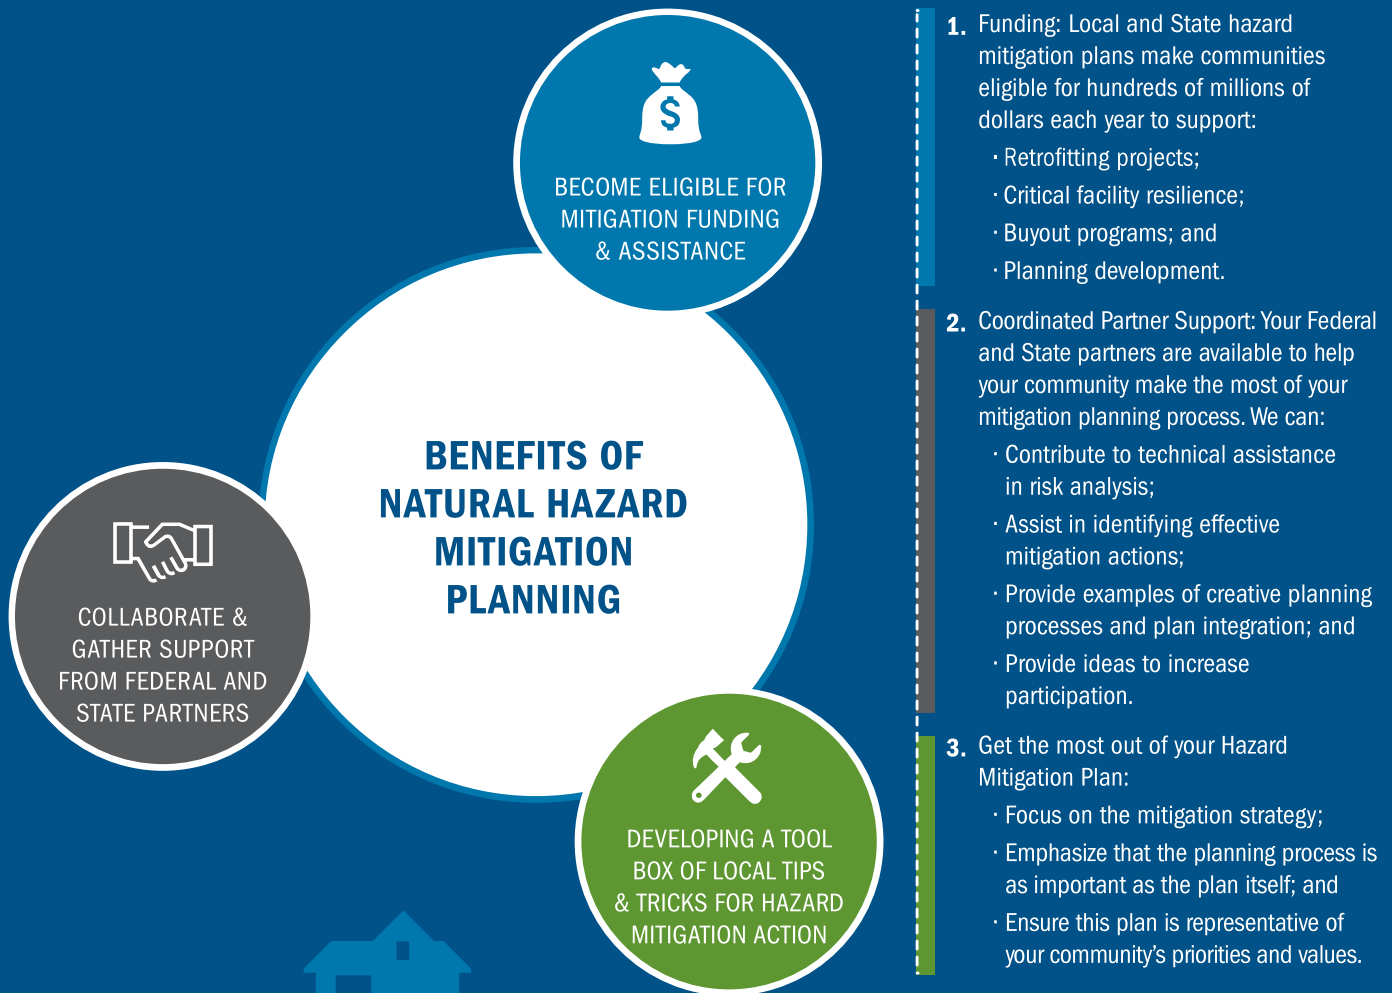 BECOME ELIGIBLE FOR
MITIGATION FUNDING
& ASSISTANCE
BENEFITS OF
NATURAL HAZARD
MITIGATION
PLANNING
COLLABORATE &
GATHER SUPPORT
FROM FEDERAL AND
STATE PARTNERS
DEVELOPING A TOOL
BOX OF LOCAL TIPS
& TRICKS FOR HAZARD
MITIGATION ACTION
1. Funding: Local and State hazard
mitigation plans make communities
eligible for hundreds of millions of
dollars each year to support:
· Retrofitting projects;
· Critical facility resilience;
· Buyout programs; and
· Planning development.
2. Coordinated Partner Support: Your Federal
and State partners are available to help
your community make the most of your
mitigation planning process. We can:
· Contribute to technical assistance
in risk analysis;
· Assist in identifying effective
mitigation actions;
· Provide examples of creative planning
processes and plan integration; and
· Provide ideas to increase
participation.
3. Get the most out of your Hazard
Mitigation Plan:
· Focus on the mitigation strategy;
· Emphasize that the planning process is
as important as the plan itself; and
· Ensure this plan is representative of
your community’s priorities and values.